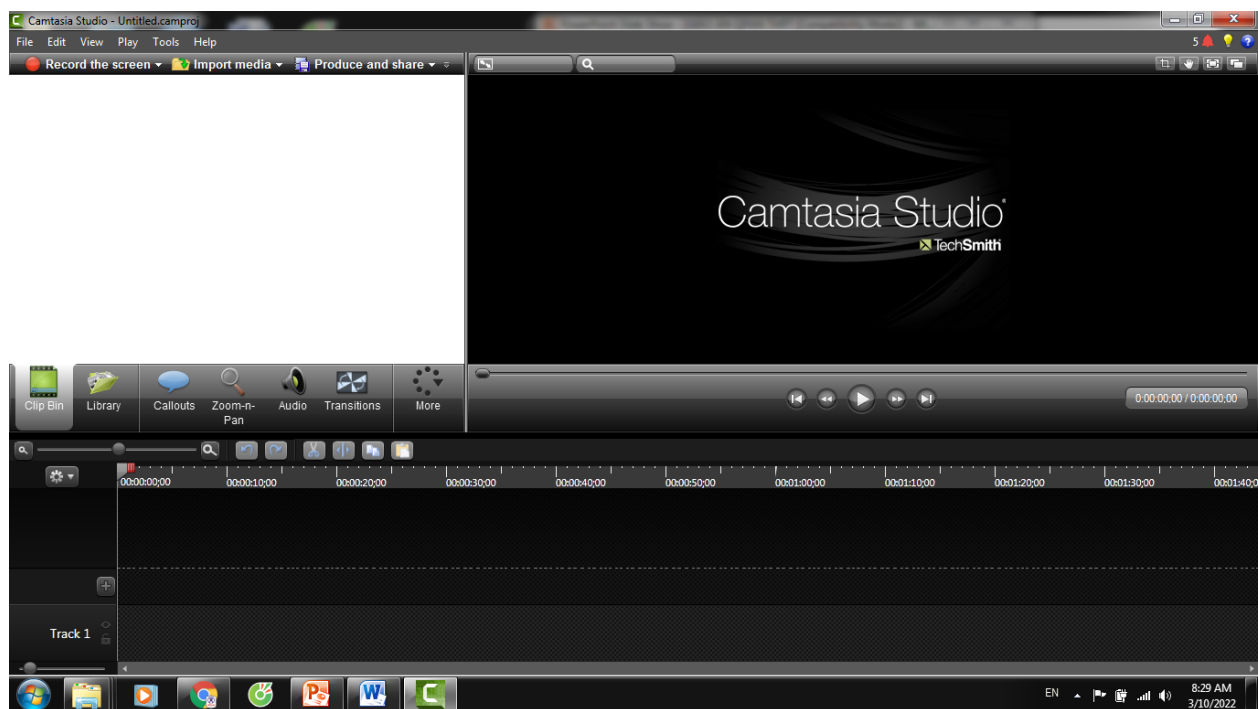 Camtasia Studio - Untitled.camproj
File Edit View Play Tools Help
5
Record the screen Import media Produce and share
Camtasia Studio®
TechSmith
Clip Bin Library Callouts Zoom-n-Pan Audio Transitions More
0:00:00;00 / 0:00:00;00
00:00:00;00 00:00:10;00 00:00:20;00 00:00:30;00 00:00:40;00 00:00:50;00 00:01:00;00 00:01:10;00 00:01:20;00 00:01:30;00 00:01:40;0
Track 1
EN
8:29 AM
3/10/2022